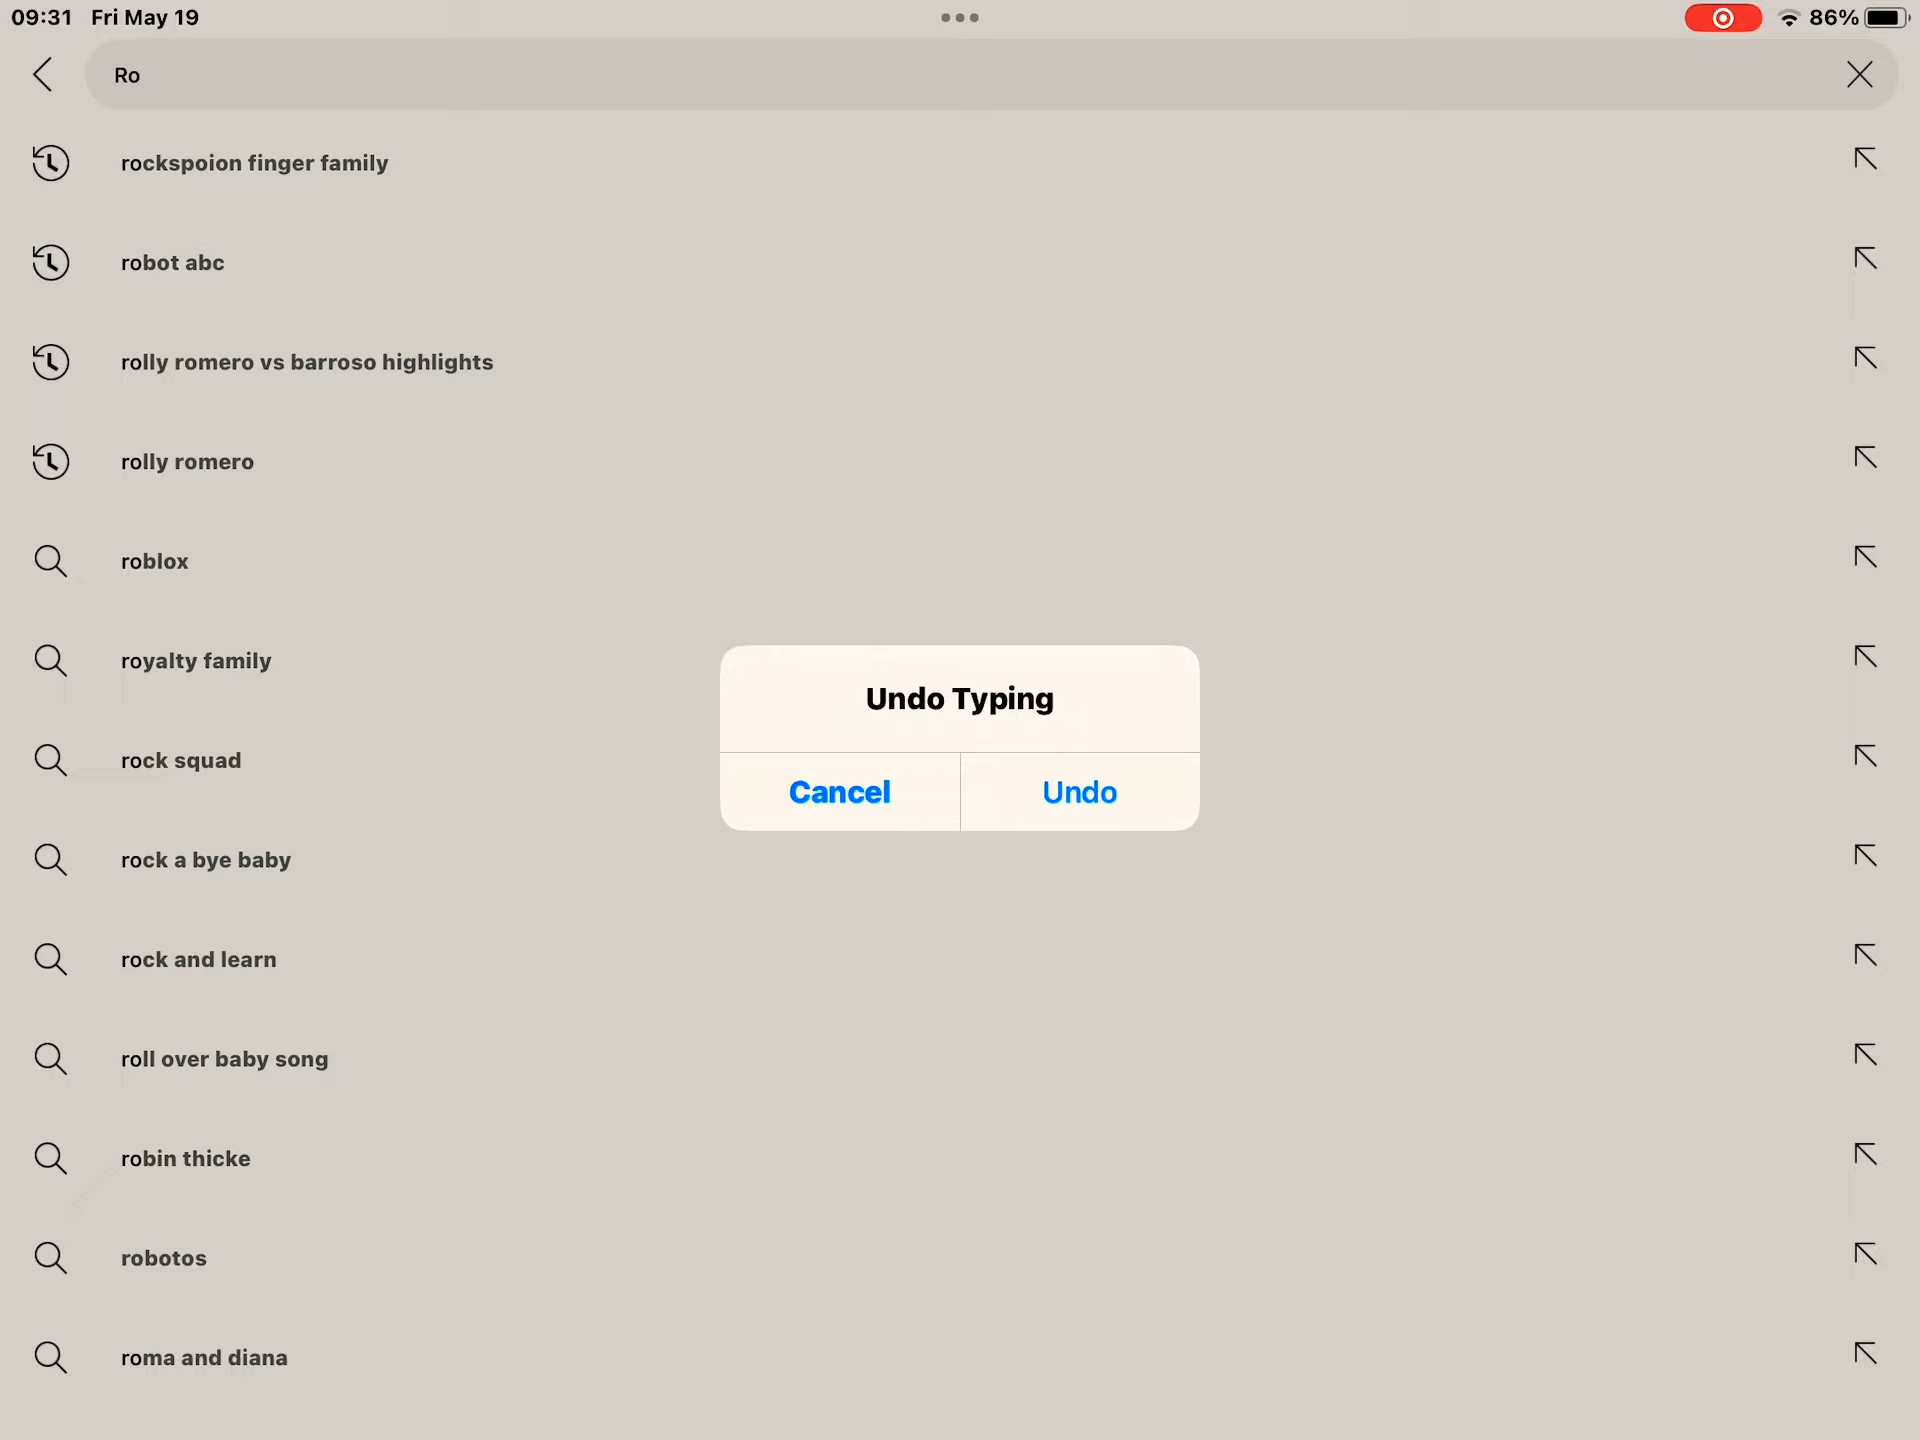 09:31 Fri May 19 86%
Ro
rockspoion finger family
robot abc
rolly romero vs barroso highlights
rolly romero
roblox
royalty family
Undo Typing
Cancel Undo
rock squad
rock a bye baby
rock and learn
roll over baby song
robin thicke
robotos
roma and diana